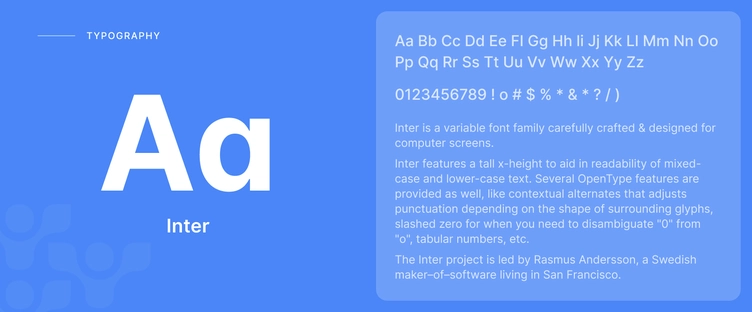 TYPOGRAPHY
Aa
Inter
Aa Bb Cc Dd Ee FI Gg Hh Ii Jj Kk LI Mm Nn Oo
Pp Qq Rr Ss Tt Uu Vv Ww Xx Yy Zz
0123456789 ! o # $ % * & * ? / )
Inter is a variable font family carefully crafted & designed for
computer screens.
Inter features a tall x-height to aid in readability of mixed-
case and lower-case text. Several OpenType features are
provided as well, like contextual alternates that adjusts
punctuation depending on the shape of surrounding glyphs,
slashed zero for when you need to disambiguate "0" from
"o", tabular numbers, etc.
The Inter project is led by Rasmus Andersson, a Swedish
maker–of–software living in San Francisco.